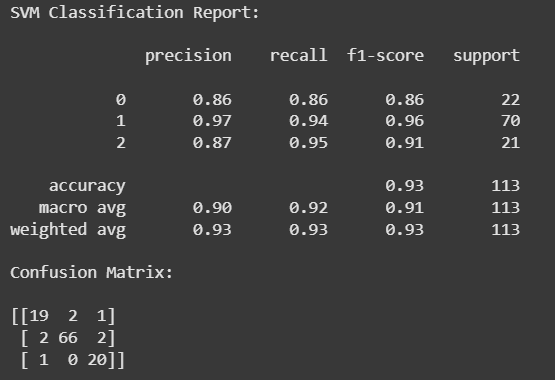 SVM Classification Report:
precision recall f1-score support
0 0.86 0.86 0.86 22
1 0.97 0.94 0.96 70
2 0.87 0.95 0.91 21
accuracy 0.93 113
macro avg 0.90 0.92 0.91 113
weighted avg 0.93 0.93 0.93 113
Confusion Matrix:
[[19 2 1]
[ 2 66 2]
[ 1 0 20]]